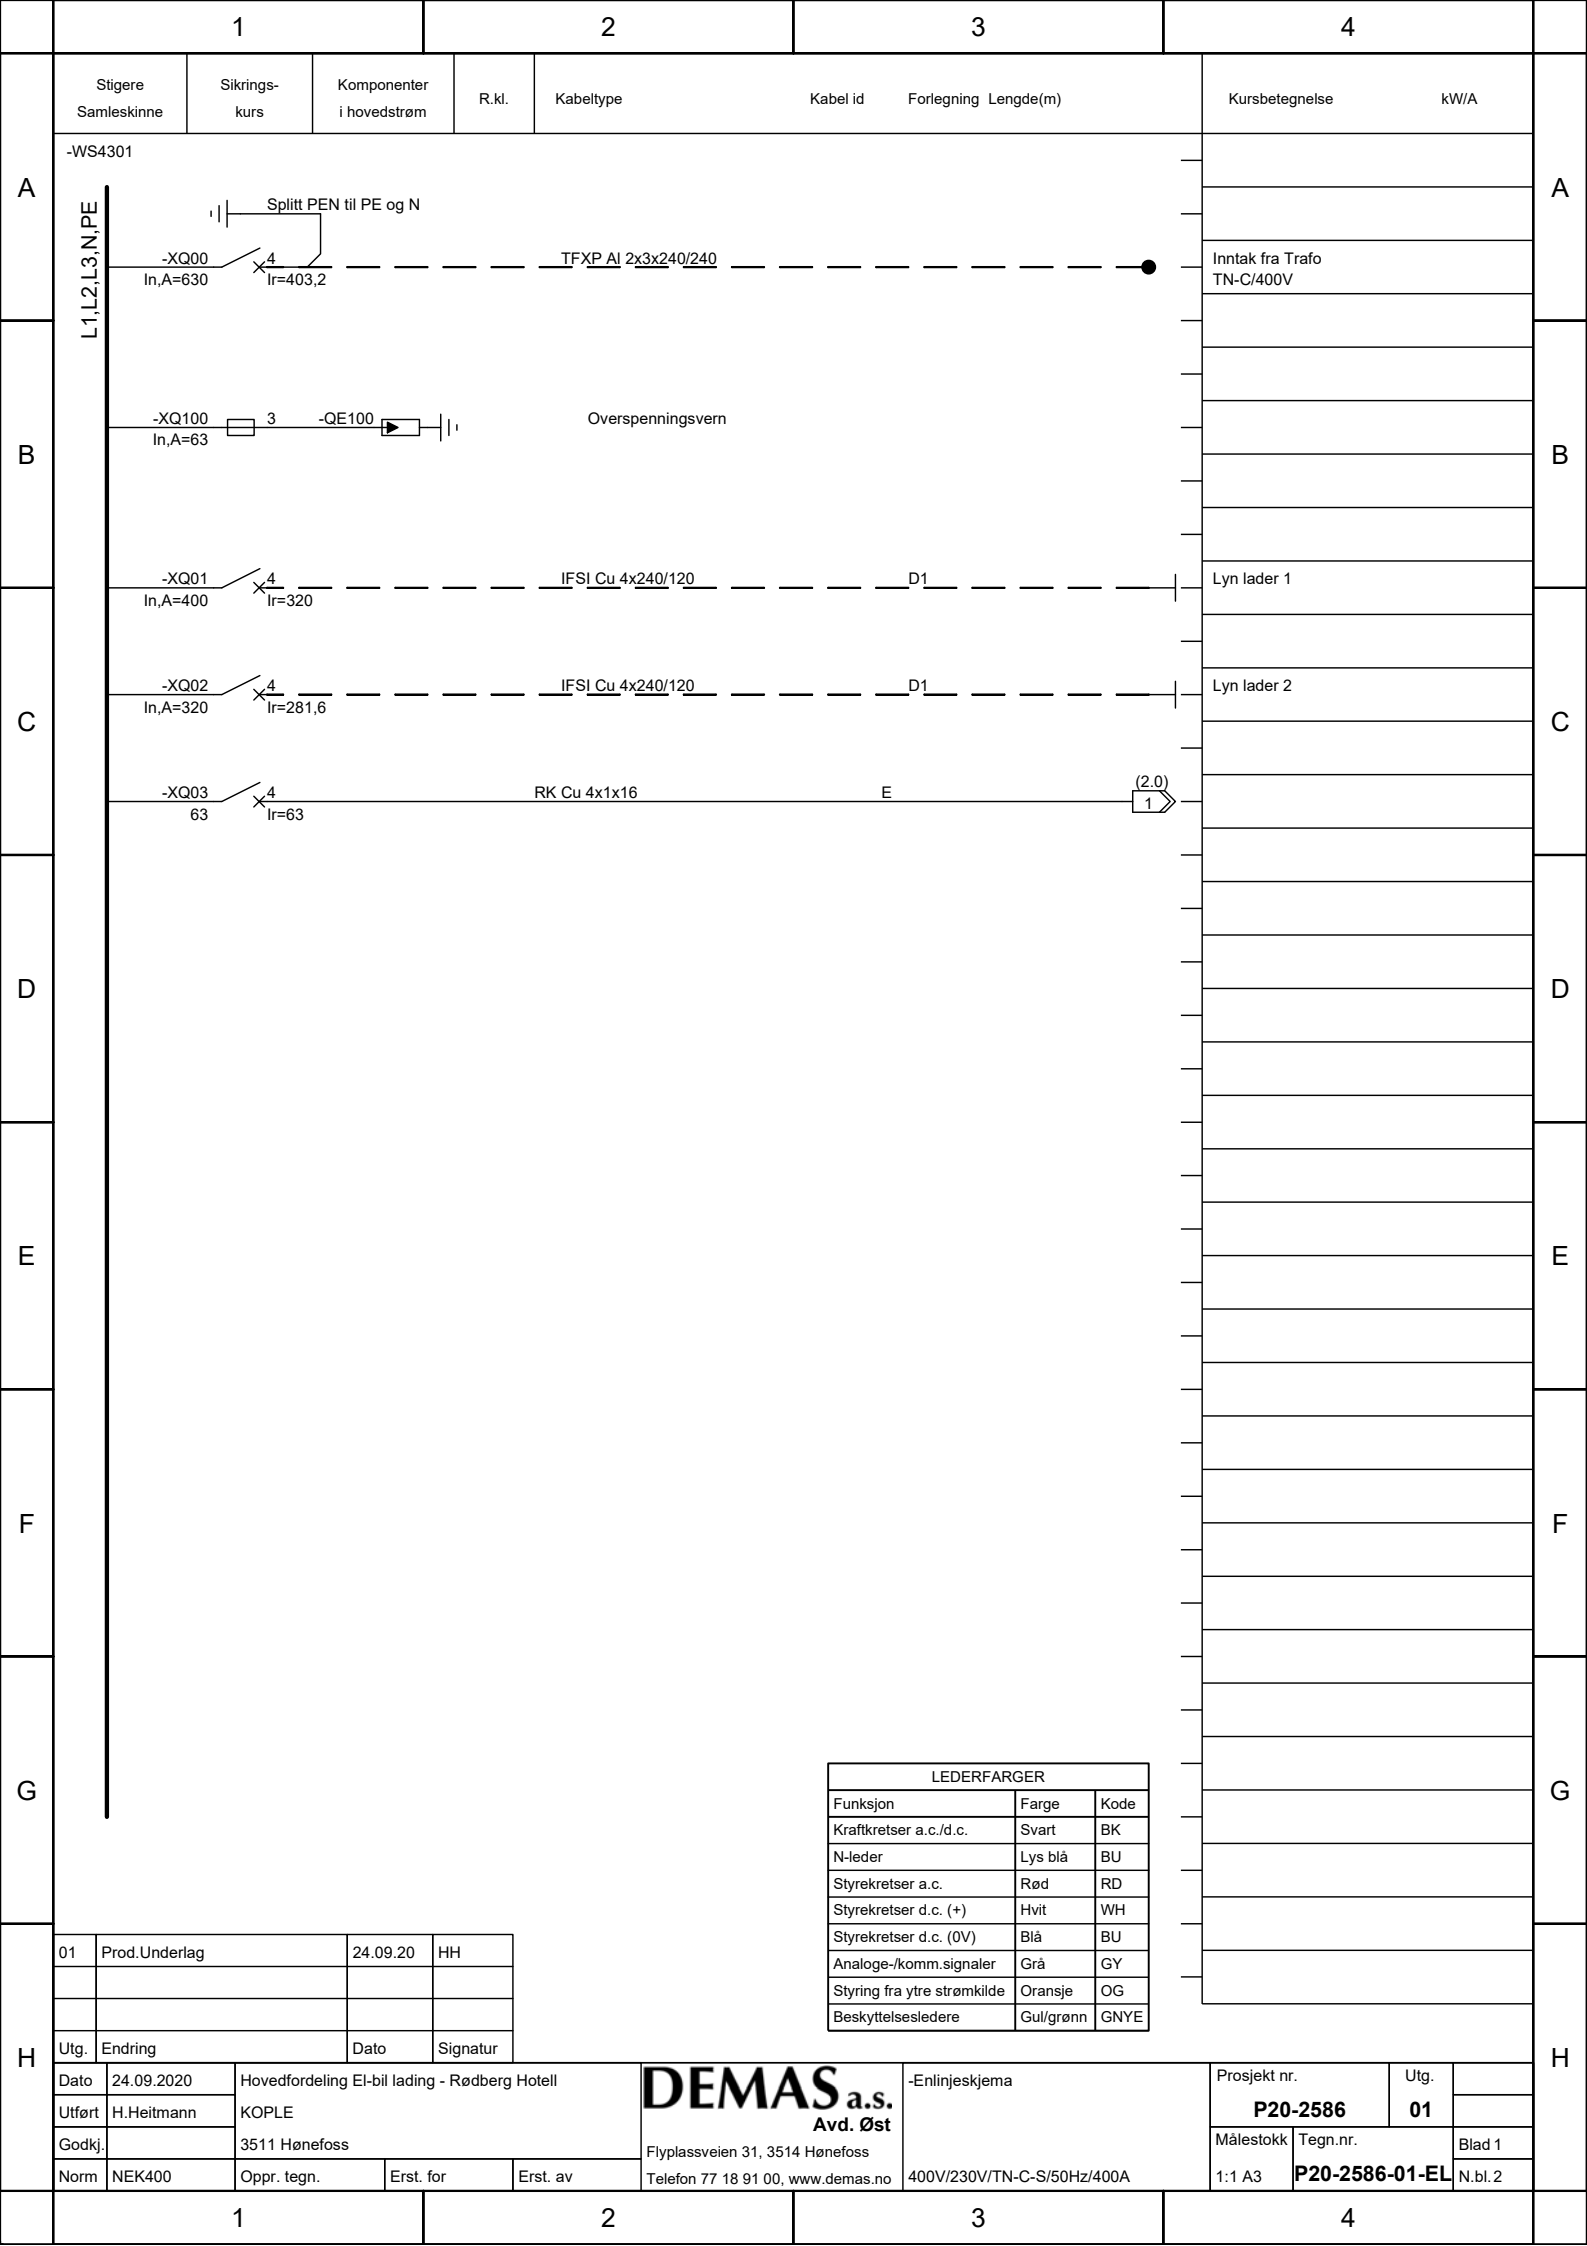 1 2 3 4
Stigere Samleskinne
Sikrings- kurs
Komponenter i hovedstrøm
R.kl.
Kabeltype
Kabel id
Forlegning Lengde(m)
Kursbetegnelse
kW/A
A A
-WS4301
L1,L2,L3,N,PE
Splitt PEN til PE og N
-XQ00 4 TFXP Al 2x3x240/240 Inntak fra Trafo
In,A=630 Ir=403,2 TN-C/400V
B B
-XQ100 3 -QE100 Overspenningsvern
In,A=63
-XQ01 4 IFSI Cu 4x240/120 D1 Lyn lader 1
In,A=400 Ir=320
C C
-XQ02 4 IFSI Cu 4x240/120 D1 Lyn lader 2
In,A=320 Ir=281,6
(2.0)
-XQ03 4 RK Cu 4x1x16 E 1
63 Ir=63
D D
E E
F F
G G
LEDERFARGER
Funksjon Farge Kode
Kraftkretser a.c./d.c. Svart BK
N-leder Lys blå BU
Styrekretser a.c. Rød RD
Styrekretser d.c. (+) Hvit WH
Styrekretser d.c. (0V) Blå BU
Analoge-/komm.signaler Grå GY
Styring fra ytre strømkilde Oransje OG
Beskyttelsesledere Gul/grønn GNYE
H H
01 Prod.Underlag 24.09.20 HH
Utg. Endring Dato Signatur
Dato 24.09.2020
Utført H.Heitmann
Godkj.
Norm NEK400
Hovedfordeling El-bil lading - Rødberg Hotell
KOPLE
3511 Hønefoss
Oppr. tegn. Erst. for Erst. av
DEMAS a.s.
Avd. Øst
Flyplassveien 31, 3514 Hønefoss
Telefon 77 18 91 00, www.demas.no
-Enlinjeskjema
400V/230V/TN-C-S/50Hz/400A
Prosjekt nr. Utg.
P20-2586 01
Målestokk Tegn.nr. Blad 1
1:1 A3 P20-2586-01-EL N.bl. 2
1 2 3 4